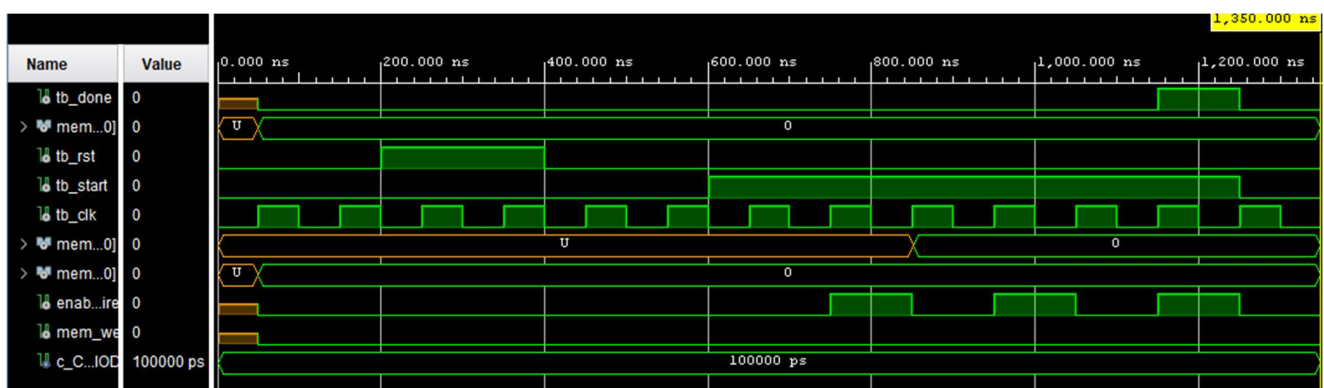 1,350.000 ns
Name Value 0.000 ns 200.000 ns 400.000 ns 600.000 ns 800.000 ns 1,000.000 ns 1,200.000 ns
tb_done 0
mem...0] 0 U 0
tb_rst 0
tb_start 0
tb_clk 0
mem...0] 0 U 0
mem...0] 0 U 0
enab...ire 0
mem_we 0
c_C...IOD 100000 ps 100000 ps